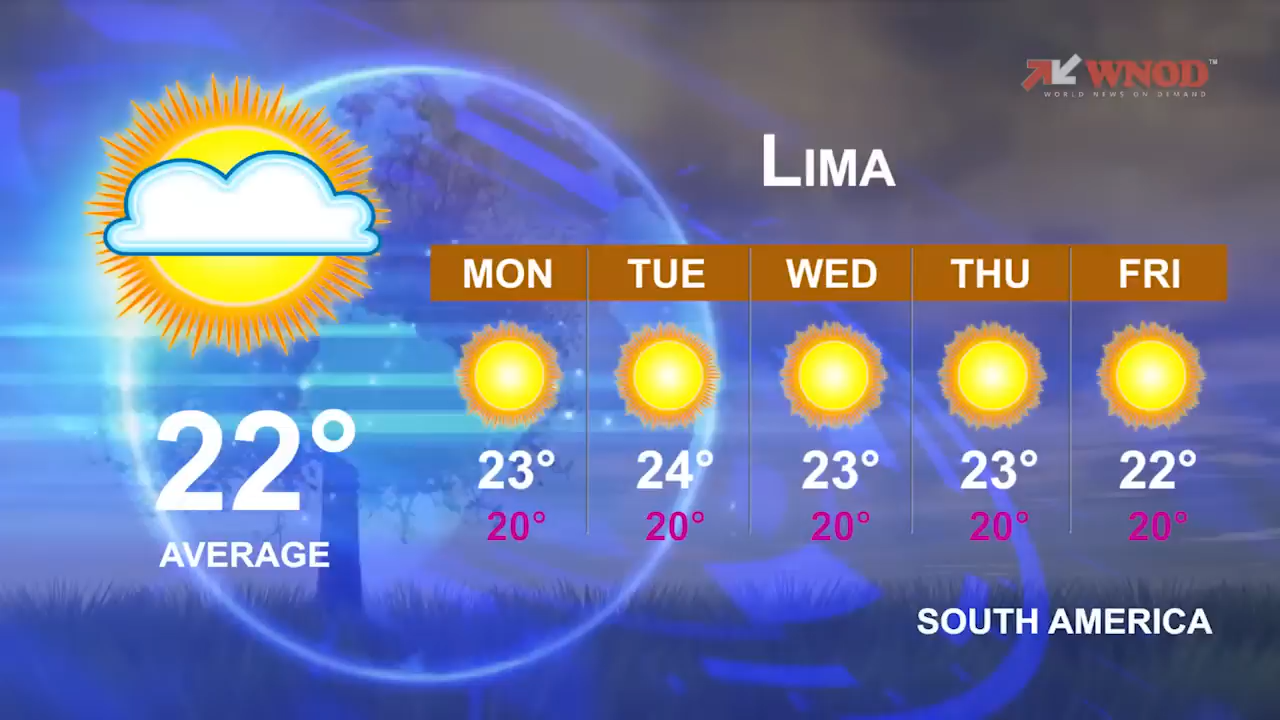 WNOD™
WORLD NEWS ON DEMAND
LIMA
MON TUE WED THU FRI
23° 24° 23° 23° 22°
20° 20° 20° 20° 20°
22°
AVERAGE
SOUTH AMERICA